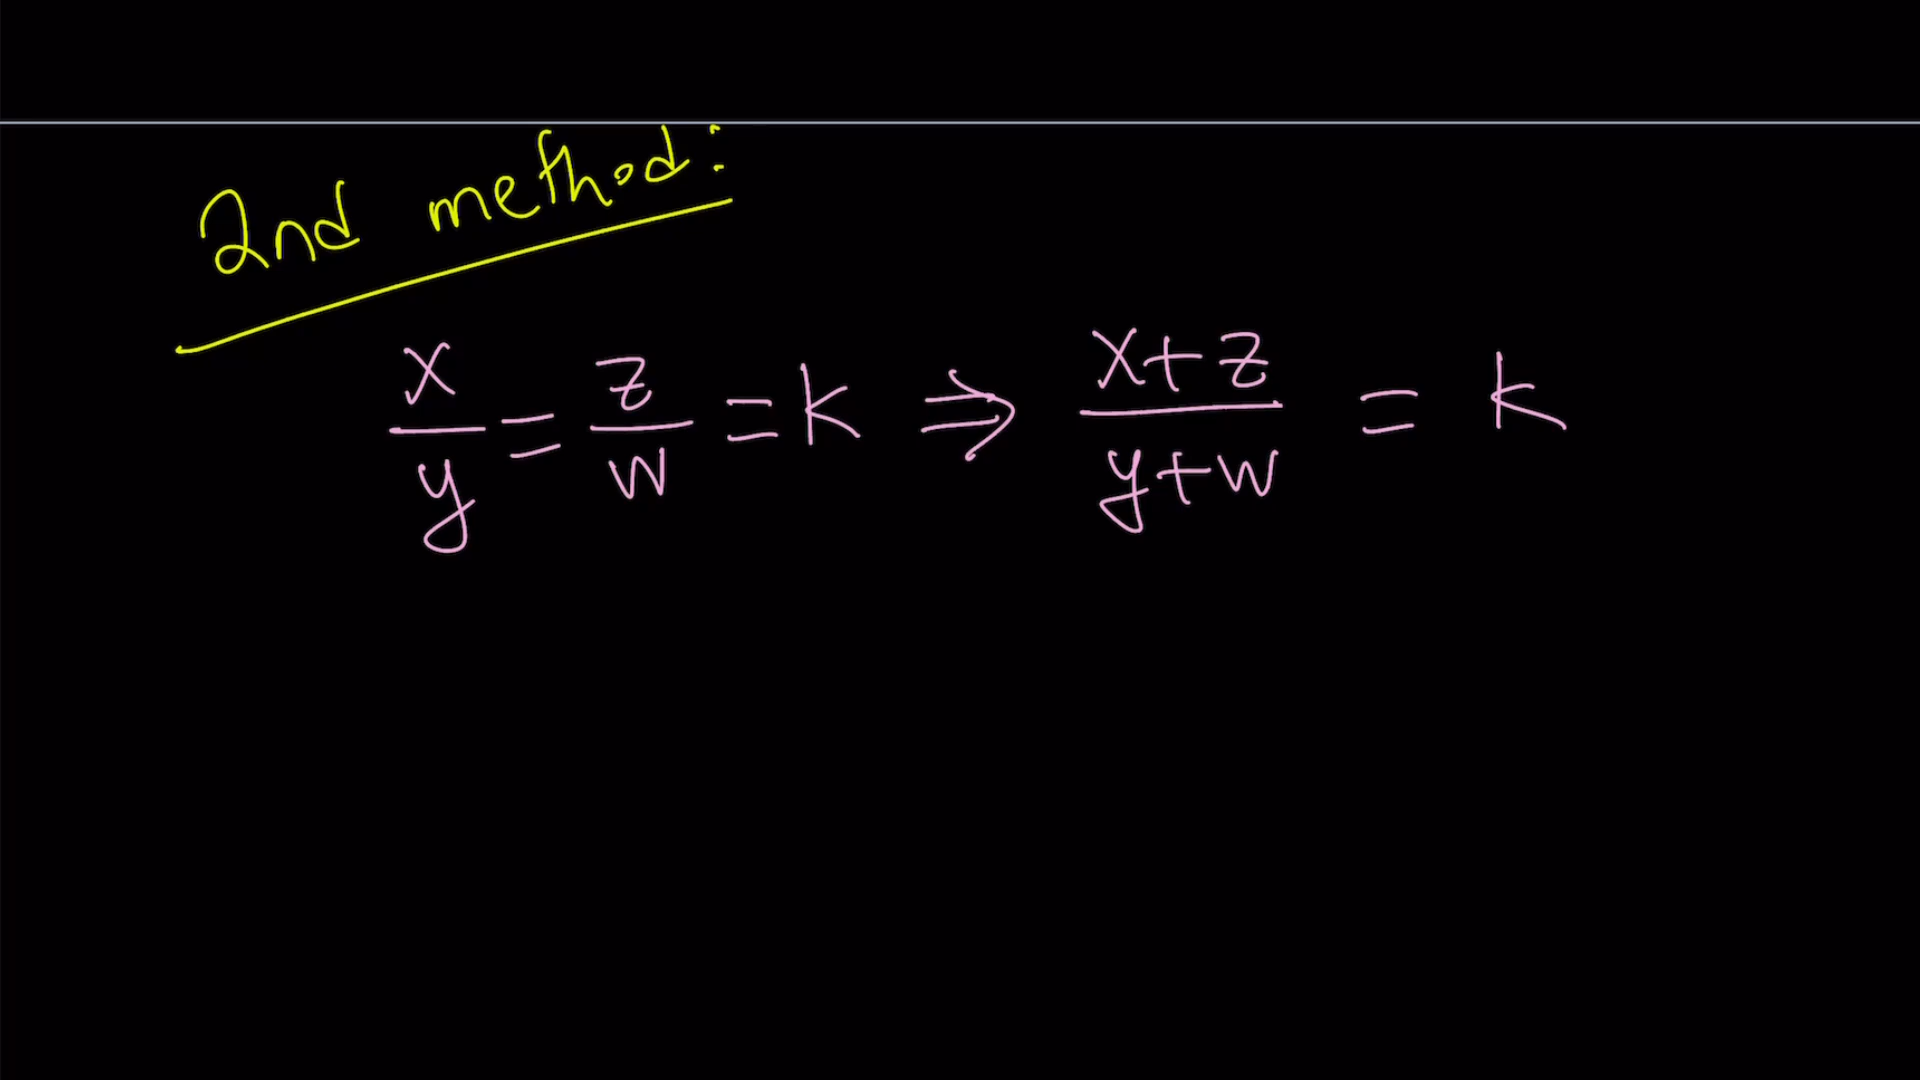 2nd method:
x/y = z/w = k ⇒ x+z/y+w = k